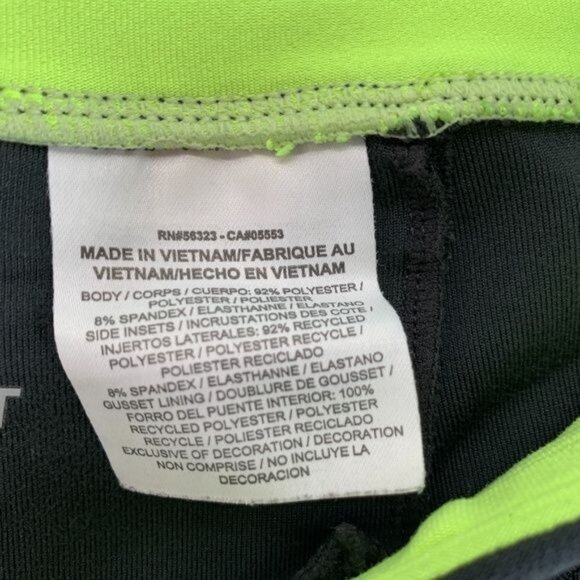 RN#56323 - CA#05553
MADE IN VIETNAM/FABRIQUE AU
VIETNAM/HECHO EN VIETNAM
BODY / CORPS / CUERPO: 92% POLYESTER /
POLYESTER / POLIESTER
8% SPANDEX / ELASTHANNE / ELASTANO
SIDE INSETS / INCRUSTATIONS DES COTE /
INJERTOS LATERALES: 92% RECYCLED
POLYESTER / POLYESTER RECYCLE /
POLIESTER RECICLADO
8% SPANDEX / ELASTHANNE / ELASTANO
GUSSET LINING / DOUBLURE DE GOUSSET /
FORRO DEL PUENTE INTERIOR: 100%
RECYCLED POLYESTER / POLYESTER
RECYCLE / POLIESTER RECICLADO
EXCLUSIVE OF DECORATION / DECORATION
NON COMPRISE / NO INCLUYE LA
DECORACION
T